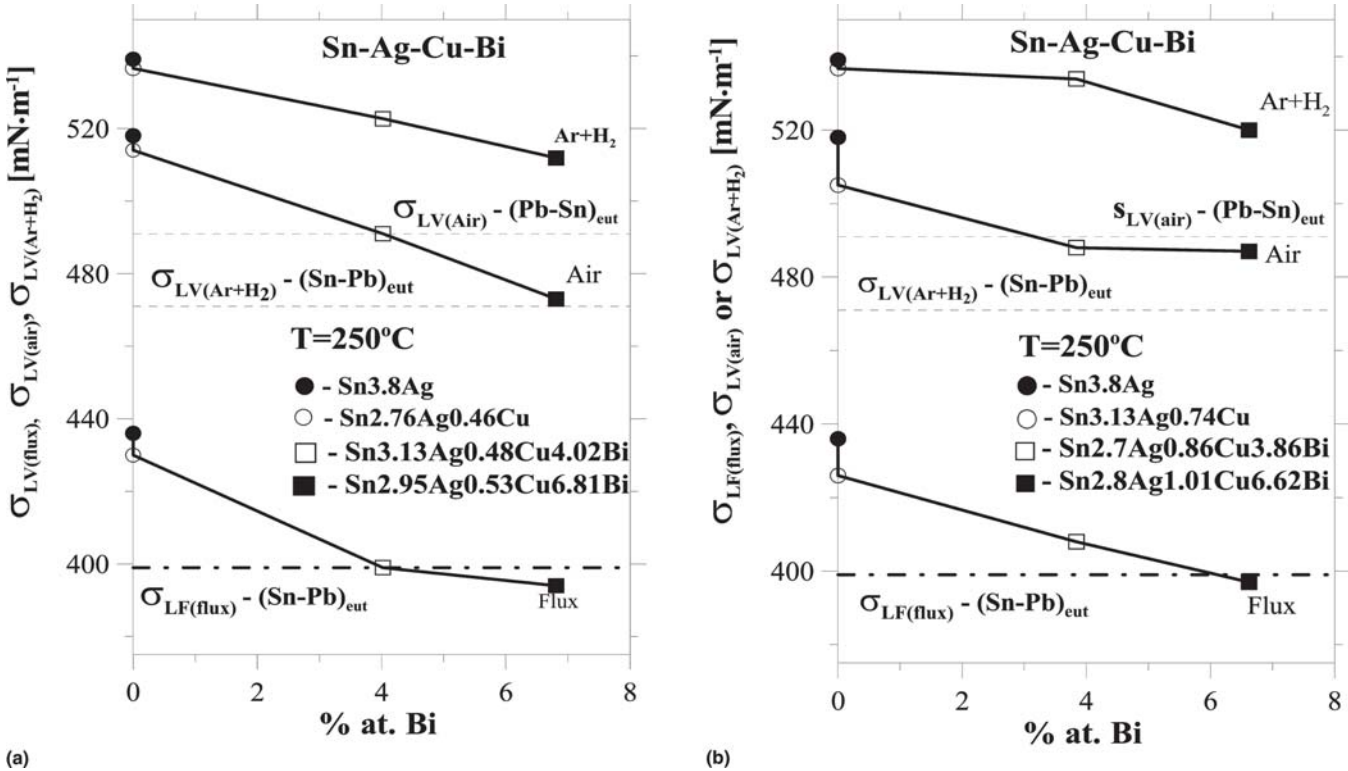 Sn-Ag-Cu-Bi
σLV(flux), σLV(air), σLV(Ar+H2) [mN·m-1]
520
480
440
400
Ar+H2
σLV(Air) - (Pb-Sn)eut
Air
σLV(Ar+H2) - (Sn-Pb)eut
T=250ºC
- Sn3.8Ag
- Sn2.76Ag0.46Cu
- Sn3.13Ag0.48Cu4.02Bi
- Sn2.95Ag0.53Cu6.81Bi
σLF(flux) - (Sn-Pb)eut
Flux
0 2 4 6 8
% at. Bi
(a)
Sn-Ag-Cu-Bi
σLF(flux), σLV(air) or σLV(Ar+H2) [mN·m-1]
520
480
440
400
Ar+H2
sLV(air) - (Pb-Sn)eut
Air
σLV(Ar+H2) - (Sn-Pb)eut
T=250ºC
- Sn3.8Ag
- Sn3.13Ag0.74Cu
- Sn2.7Ag0.86Cu3.86Bi
- Sn2.8Ag1.01Cu6.62Bi
σLF(flux) - (Sn-Pb)eut
Flux
0 2 4 6 8
% at. Bi
(b)